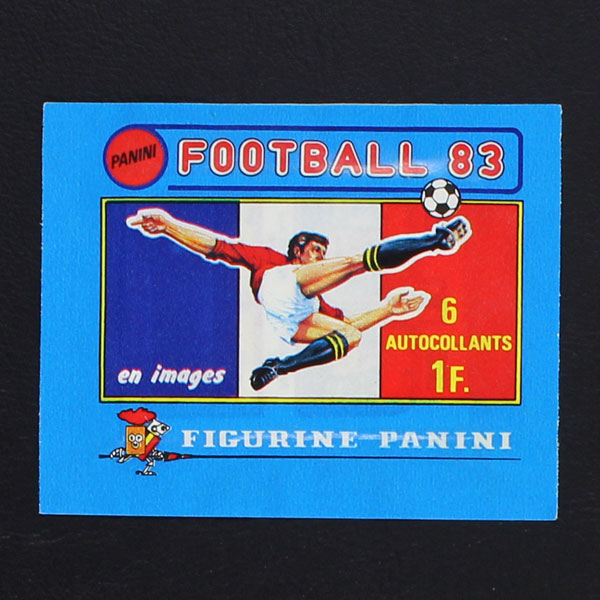 PANINI
FOOTBALL 83
6
AUTOCOLLANTS
1F.
en images
FIGURINE PANINI